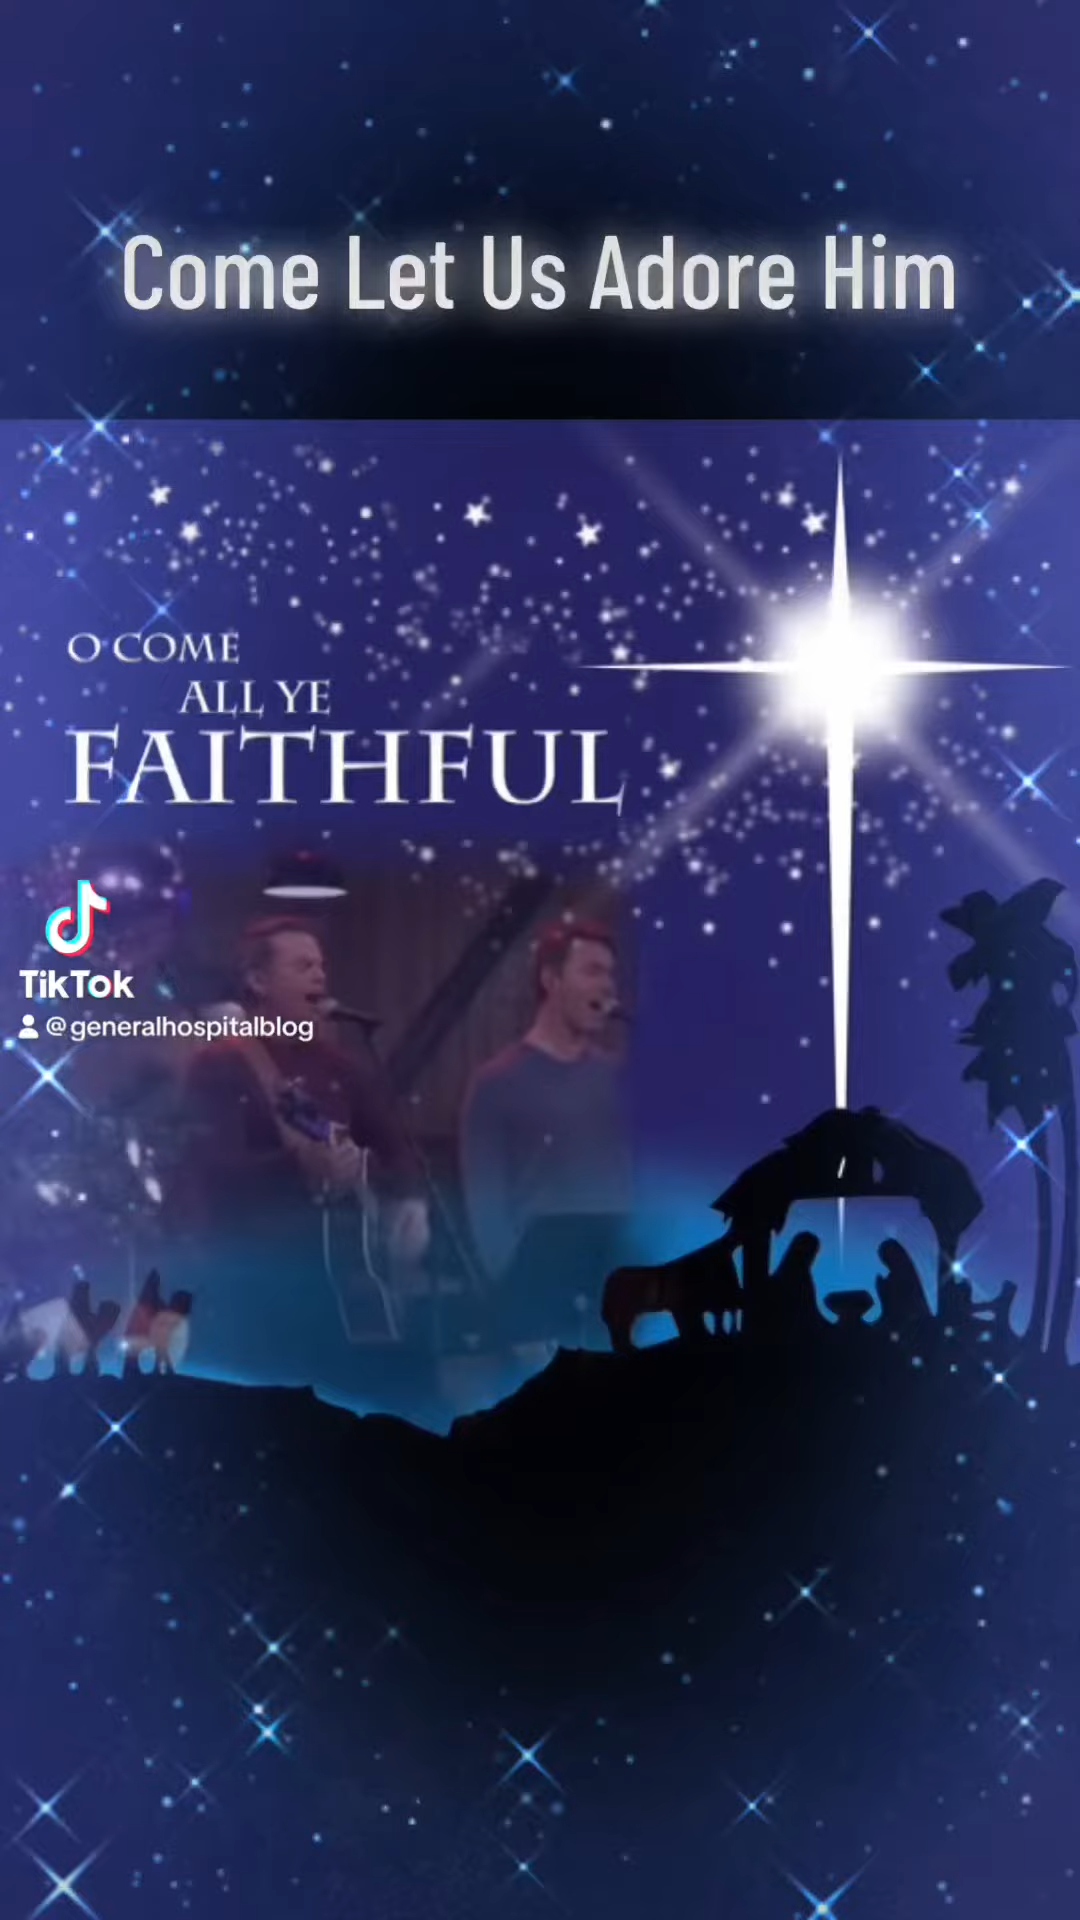 Come Let Us Adore Him
O COME
ALL YE
FAITHFUL
TikTok
@generalhospitalblog